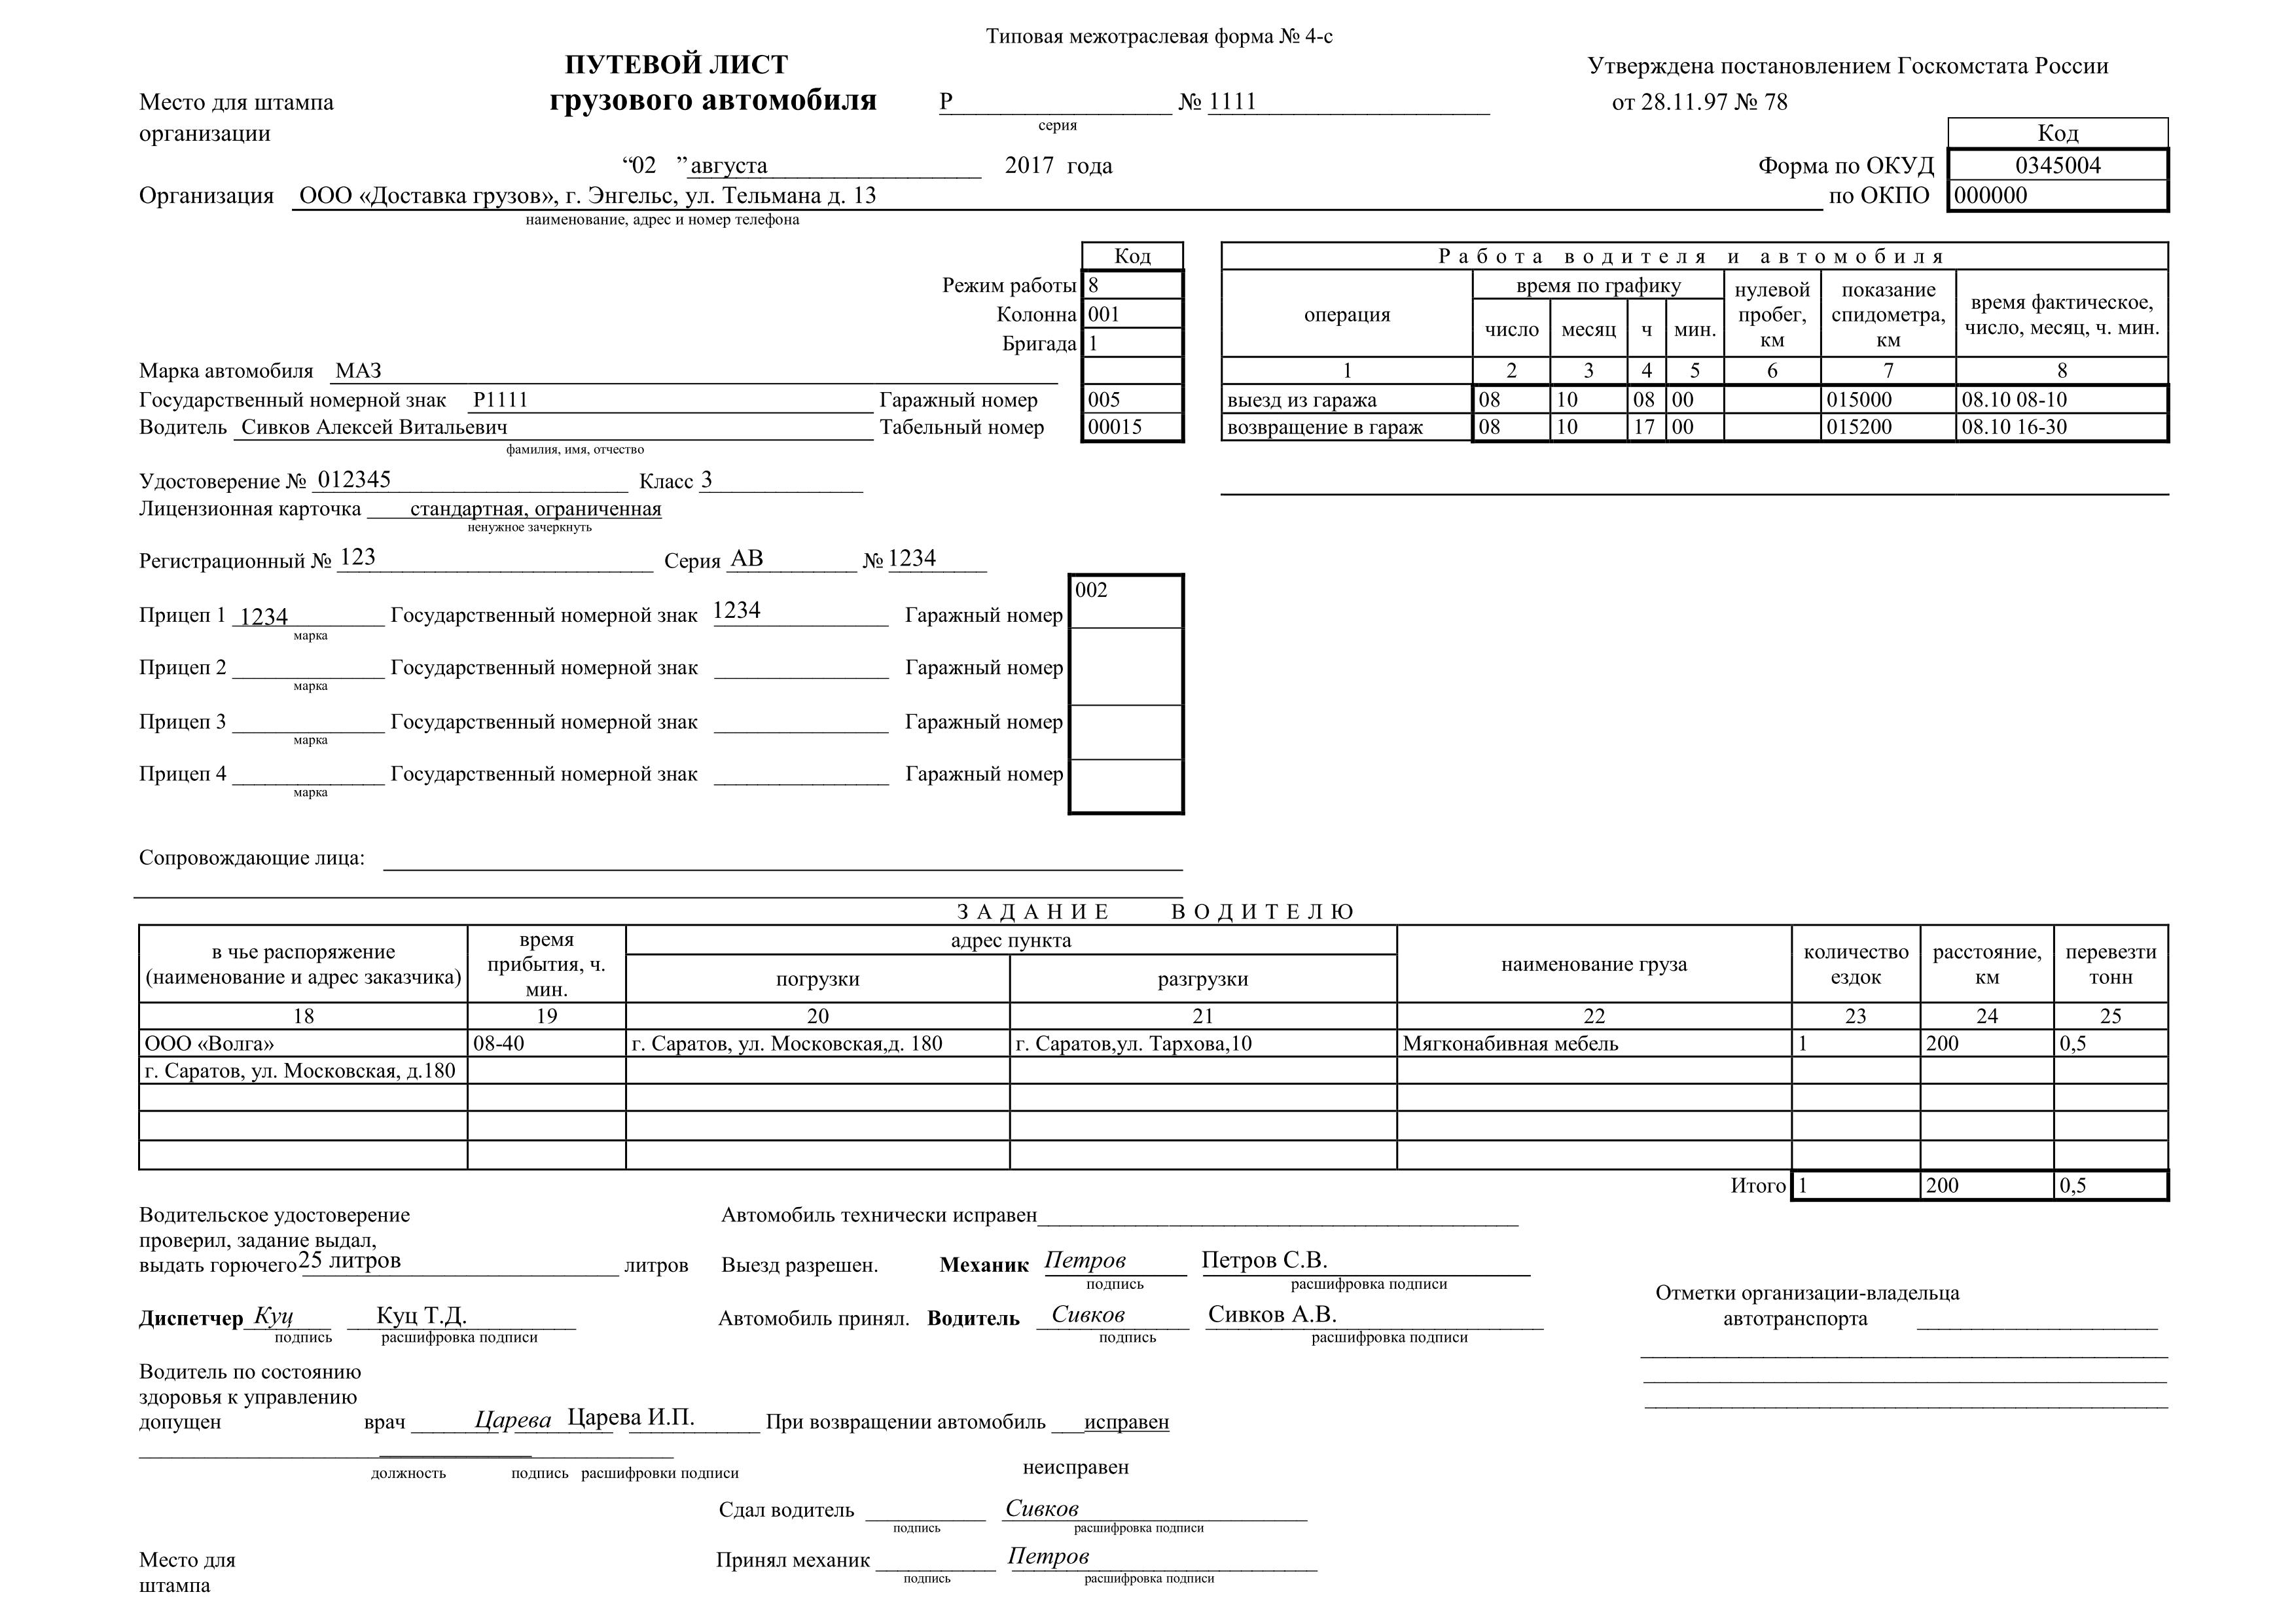 Типовая межотраслевая форма № 4-с
ПУТЕВОЙ ЛИСТ
Утверждена постановлением Госкомстата России
Место для штампа
организации
грузового автомобиля Р № 1111
серия
от 28.11.97 № 78
Код
“02 ” августа 2017 года
Форма по ОКУД 0345004
Организация ООО «Доставка грузов», г. Энгельс, ул. Тельмана д. 13
по ОКПО 000000
наименование, адрес и номер телефона
Код
Режим работы 8
Колонна 001
Бригада 1
Марка автомобиля МАЗ
Государственный номерной знак Р1111 Гаражный номер 005
Водитель Сивков Алексей Витальевич Табельный номер 00015
фамилия, имя, отчество
Работа водителя и автомобиля
операция
время по графику
нулевой пробег, км
показание спидометра, км
время фактическое, число, месяц, ч. мин.
число месяц ч мин.
1 2 3 4 5 6 7 8
выезд из гаража 08 10 08 00 015000 08.10 08-10
возвращение в гараж 08 10 17 00 015200 08.10 16-30
Удостоверение № 012345 Класс 3
Лицензионная карточка стандартная, ограниченная
ненужное зачеркнуть
Регистрационный № 123 Серия АВ № 1234
Прицеп 1 1234 Государственный номерной знак 1234 Гаражный номер 002
марка
Прицеп 2 Государственный номерной знак Гаражный номер
марка
Прицеп 3 Государственный номерной знак Гаражный номер
марка
Прицеп 4 Государственный номерной знак Гаражный номер
марка
Сопровождающие лица:
ЗАДАНИЕ ВОДИТЕЛЮ
в чье распоряжение (наименование и адрес заказчика)
время прибытия, ч. мин.
адрес пункта
погрузки
разгрузки
наименование груза
количество ездок
расстояние, км
перевезти тонн
18 19 20 21 22 23 24 25
ООО «Волга» 08-40 г. Саратов, ул. Московская,д. 180 г. Саратов,ул. Тархова,10 Мягконабивная мебель 1 200 0,5
г. Саратов, ул. Московская, д.180
Итого 1 200 0,5
Водительское удостоверение
проверил, задание выдал,
выдать горючего 25 литров литров
Автомобиль технически исправен
Выезд разрешен. Механик Петров Петров С.В.
подпись расшифровка подписи
Диспетчер Куц Куц Т.Д.
подпись расшифровка подписи
Автомобиль принял. Водитель Сивков Сивков А.В.
подпись расшифровка подписи
Отметки организации-владельца
автотранспорта
Водитель по состоянию
здоровья к управлению
допущен врач Царева Царева И.П. При возвращении автомобиль исправен
должность подпись расшифровки подписи
неисправен
Сдал водитель Сивков
подпись расшифровка подписи
Место для
штампа
Принял механик Петров
подпись расшифровка подписи